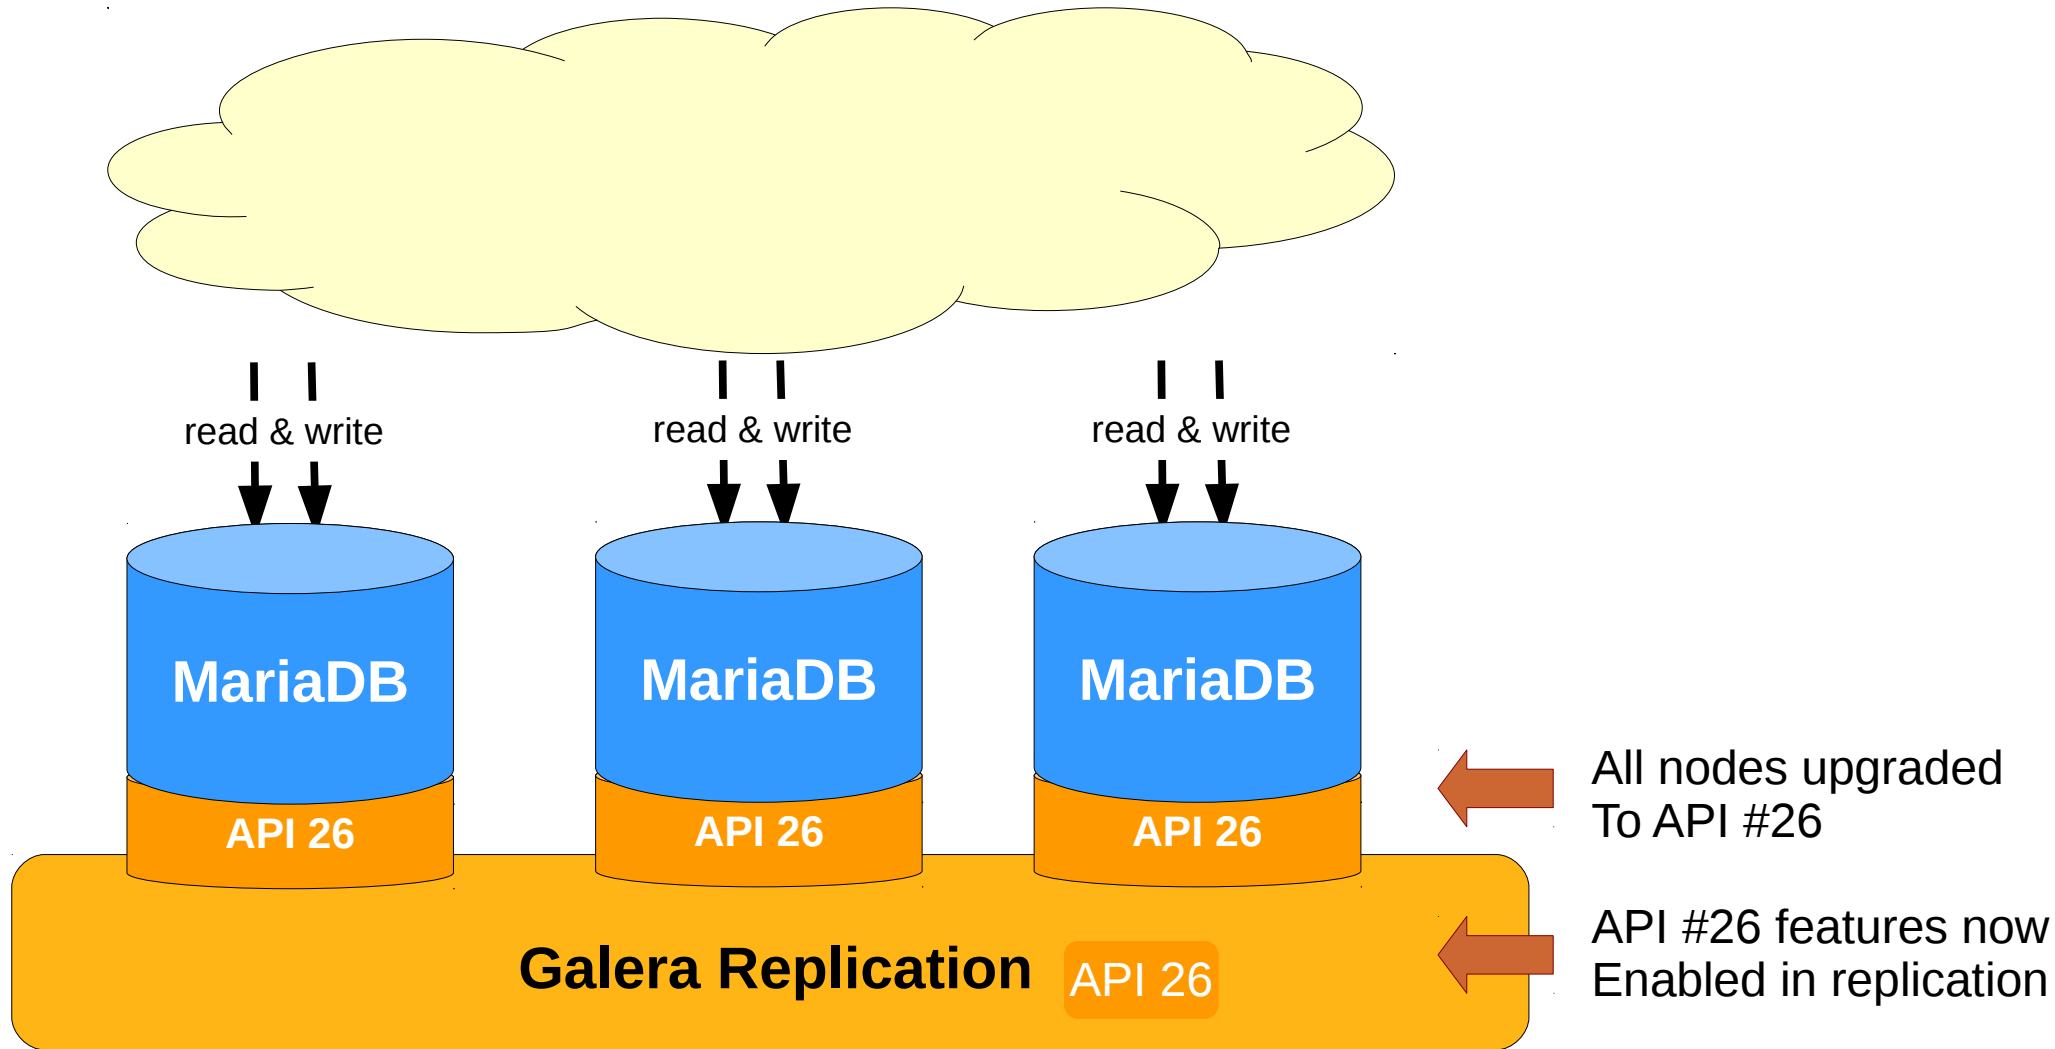 read & write
read & write
read & write
MariaDB
MariaDB
MariaDB
All nodes upgraded
To API #26
API 26
API 26
API 26
API #26 features now
Enabled in replication
Galera Replication
API 26